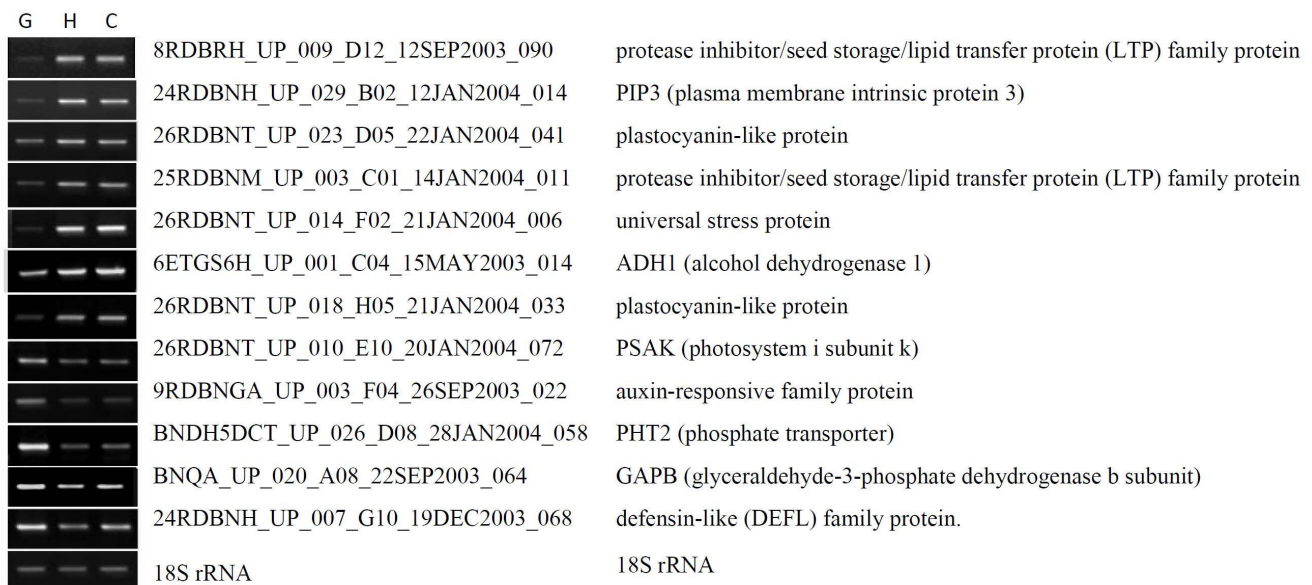 G H C
8RDBRH_UP_009_D12_12SEP2003_090 protease inhibitor/seed storage/lipid transfer protein (LTP) family protein
24RDBNH_UP_029_B02_12JAN2004_014 PIP3 (plasma membrane intrinsic protein 3)
26RDBNT_UP_023_D05_22JAN2004_041 plastocyanin-like protein
25RDBNM_UP_003_C01_14JAN2004_011 protease inhibitor/seed storage/lipid transfer protein (LTP) family protein
26RDBNT_UP_014_F02_21JAN2004_006 universal stress protein
6ETGS6H_UP_001_C04_15MAY2003_014 ADH1 (alcohol dehydrogenase 1)
26RDBNT_UP_018_H05_21JAN2004_033 plastocyanin-like protein
26RDBNT_UP_010_E10_20JAN2004_072 PSAK (photosystem i subunit k)
9RDBNGA_UP_003_F04_26SEP2003_022 auxin-responsive family protein
BNDH5DCT_UP_026_D08_28JAN2004_058 PHT2 (phosphate transporter)
BNQA_UP_020_A08_22SEP2003_064 GAPB (glyceraldehyde-3-phosphate dehydrogenase b subunit)
24RDBNH_UP_007_G10_19DEC2003_068 defensin-like (DEFL) family protein.
18S rRNA 18S rRNA